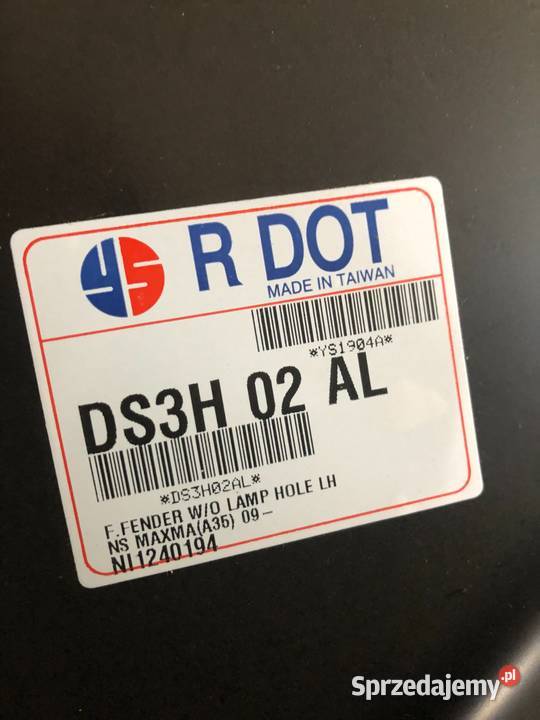 YS R DOT
MADE IN TAIWAN
*YS1904A*
DS3H 02 AL
*DS3H02AL*
F.FENDER W/O LAMP HOLE LH
NS MAXMA(A35) 09-
NI1240194
Sprzedajemy.pl